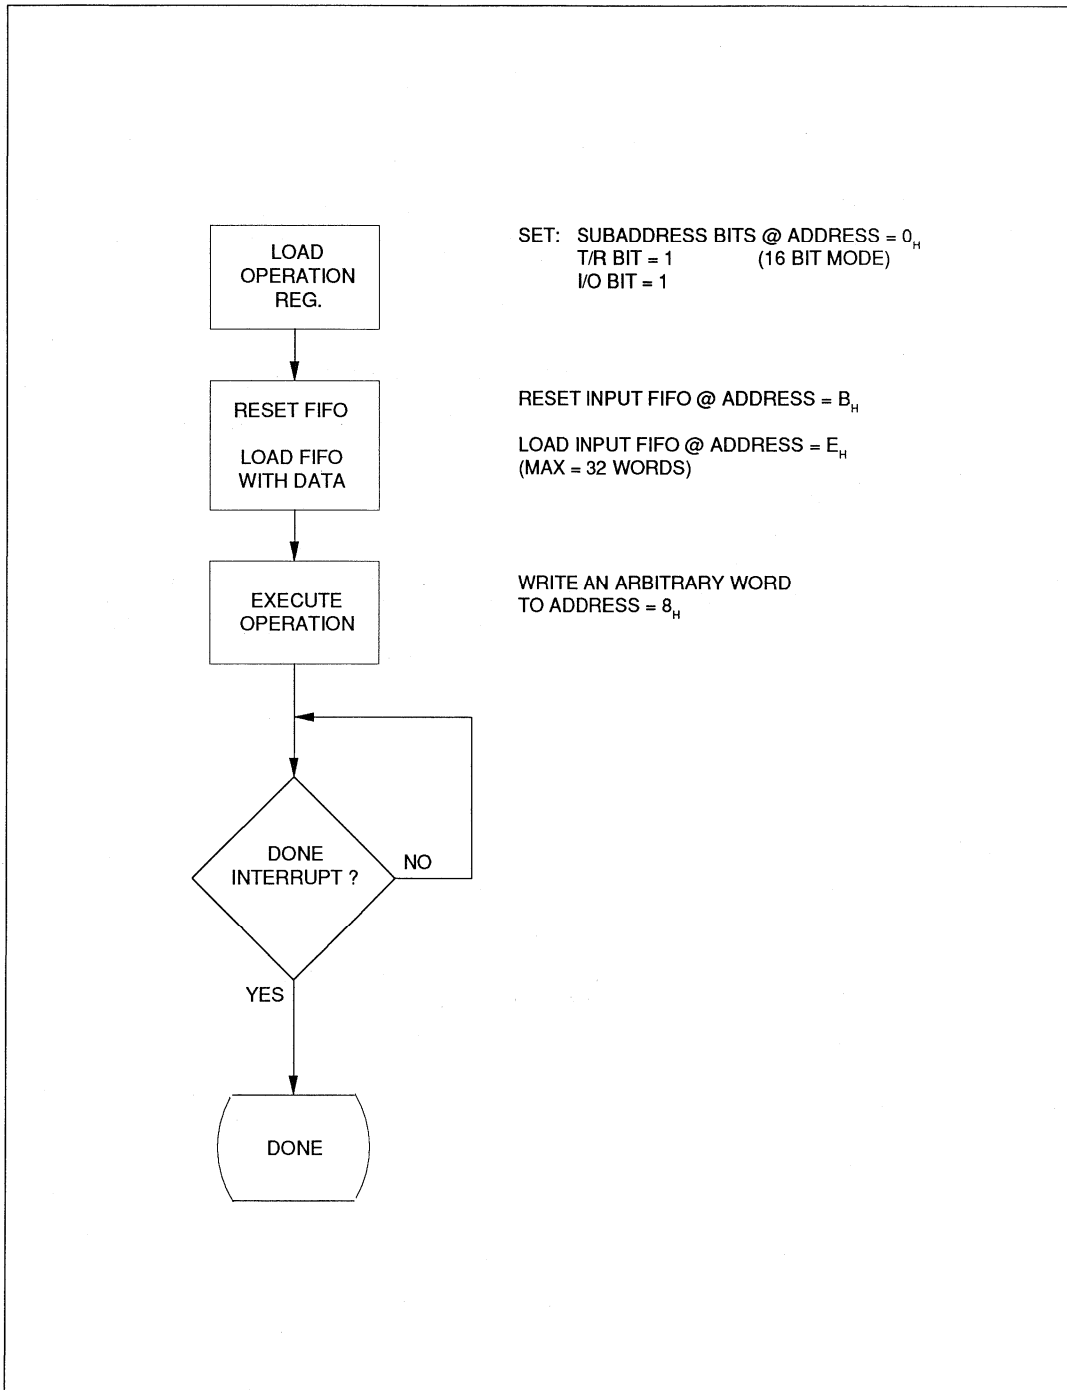 LOAD
OPERATION
REG.
SET: SUBADDRESS BITS @ ADDRESS = 0H
T/R BIT = 1 (16 BIT MODE)
I/O BIT = 1
RESET FIFO
LOAD FIFO
WITH DATA
RESET INPUT FIFO @ ADDRESS = BH
LOAD INPUT FIFO @ ADDRESS = EH
(MAX = 32 WORDS)
EXECUTE
OPERATION
WRITE AN ARBITRARY WORD
TO ADDRESS = 8H
DONE
INTERRUPT ?
NO
YES
DONE